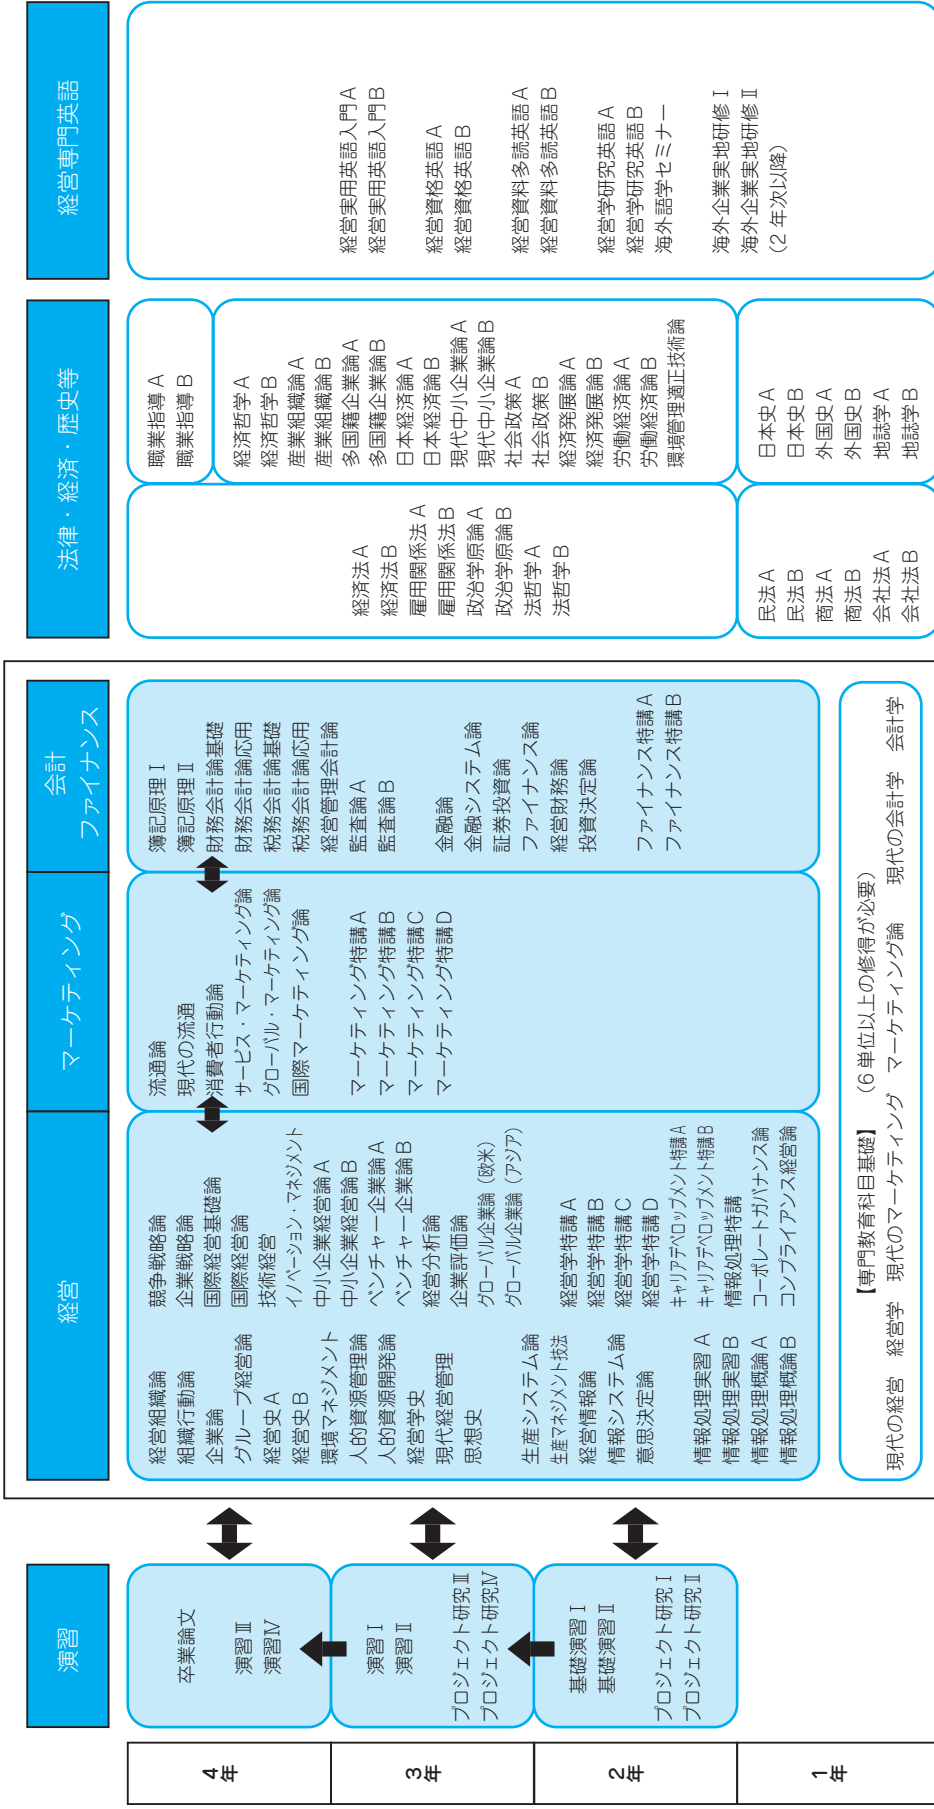 演習
経営
マーケティング
会計
ファイナンス
法律・経済・歴史等
経営専門英語
4年
3年
2年
1年
卒業論文
演習Ⅲ
演習Ⅳ
演習Ⅰ
演習Ⅱ
プロジェクト研究Ⅲ
プロジェクト研究Ⅳ
基礎演習Ⅰ
基礎演習Ⅱ
プロジェクト研究Ⅰ
プロジェクト研究Ⅱ
経営組織論
組織行動論
企業論
グループ経営論
経営史A
経営史B
環境マネジメント
人的資源管理論
人的資源開発論
経営学史
現代経営管理
思想史
生産システム論
生産マネジメント技法
経営情報論
情報システム論
意思決定論
情報処理実習A
情報処理実習B
情報処理概論A
情報処理概論B
競争戦略論
企業戦略論
国際経営基礎論
国際経営論
技術経営
イノベーション・マネジメント
中小企業経営論A
中小企業経営論B
ベンチャー企業論A
ベンチャー企業論B
経営分析論
企業評価論
グローバル企業論(欧米)
グローバル企業論(アジア)
経営学特講A
経営学特講B
経営学特講C
経営学特講D
キャリアデベロップメント特講A
キャリアデベロップメント特講B
情報処理特講
コーポレートガバナンス論
コンプライアンス経営論
流通論
現代の流通
消費者行動論
サービス・マーケティング論
グローバル・マーケティング論
国際マーケティング論
マーケティング特講A
マーケティング特講B
マーケティング特講C
マーケティング特講D
簿記原理Ⅰ
簿記原理Ⅱ
財務会計論基礎
財務会計論応用
税務会計論基礎
税務会計論応用
経営管理会計論
監査論A
監査論B
金融論
金融システム論
証券投資論
ファイナンス論
経営財務論
投資決定論
ファイナンス特講A
ファイナンス特講B
【専門教育科目基礎】 (6単位以上の修得が必要)
現代の経営 経営学 現代のマーケティング マーケティング論 現代の会計学 会計学
経済法A
経済法B
雇用関係法A
雇用関係法B
政治学原論A
政治学原論B
法哲学A
法哲学B
民法A
民法B
商法A
商法B
会社法A
会社法B
職業指導A
職業指導B
経済哲学A
経済哲学B
産業組織論A
産業組織論B
多国籍企業論A
多国籍企業論B
日本経済論A
日本経済論B
現代中小企業論A
現代中小企業論B
社会政策A
社会政策B
経済発展論A
経済発展論B
労働経済論A
労働経済論B
環境管理適正技術論
日本史A
日本史B
外国史A
外国史B
地誌学A
地誌学B
経営実用英語入門A
経営実用英語入門B
経営資格英語A
経営資格英語B
経営資料多読英語A
経営資料多読英語B
経営学研究英語A
経営学研究英語B
海外語学セミナー
海外企業実地研修Ⅰ
海外企業実地研修Ⅱ
(2年次以降)